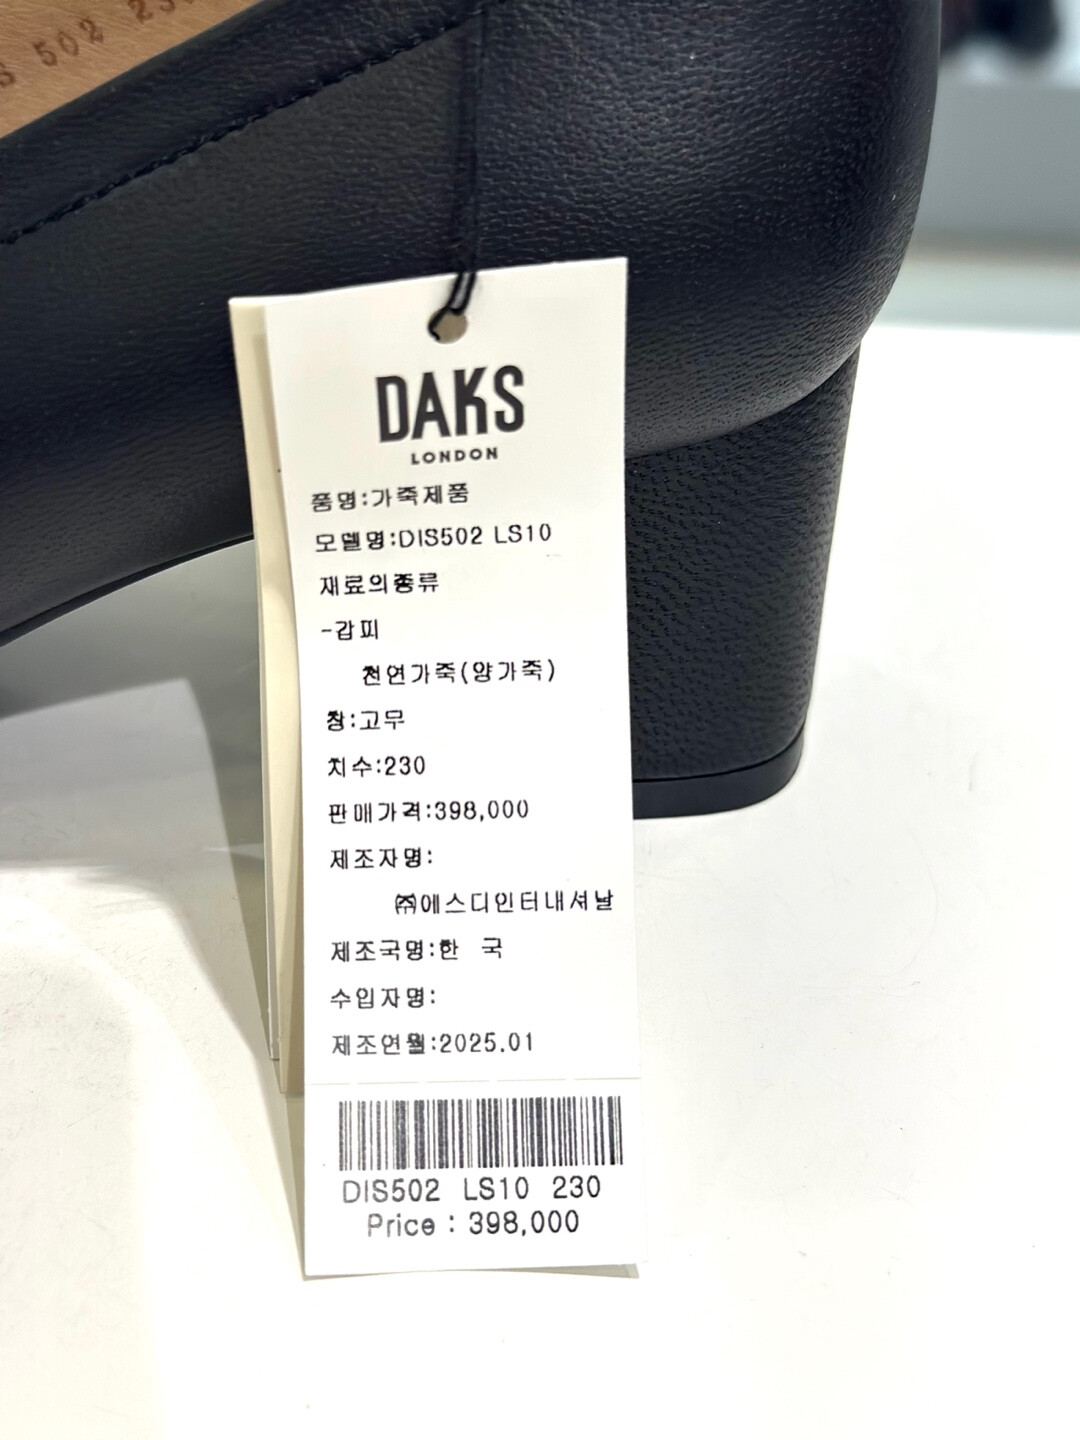 502
DAKS
LONDON
품명:가죽제품
모델명:DIS502 LS10
재료의종류
-갑피
천연가죽(양가죽)
창:고무
치수:230
판매가격:398,000
제조자명:
㈜에스디인터내셔날
제조국명:한 국
수입자명:
제조연월:2025.01
DIS502 LS10 230
Price : 398,000